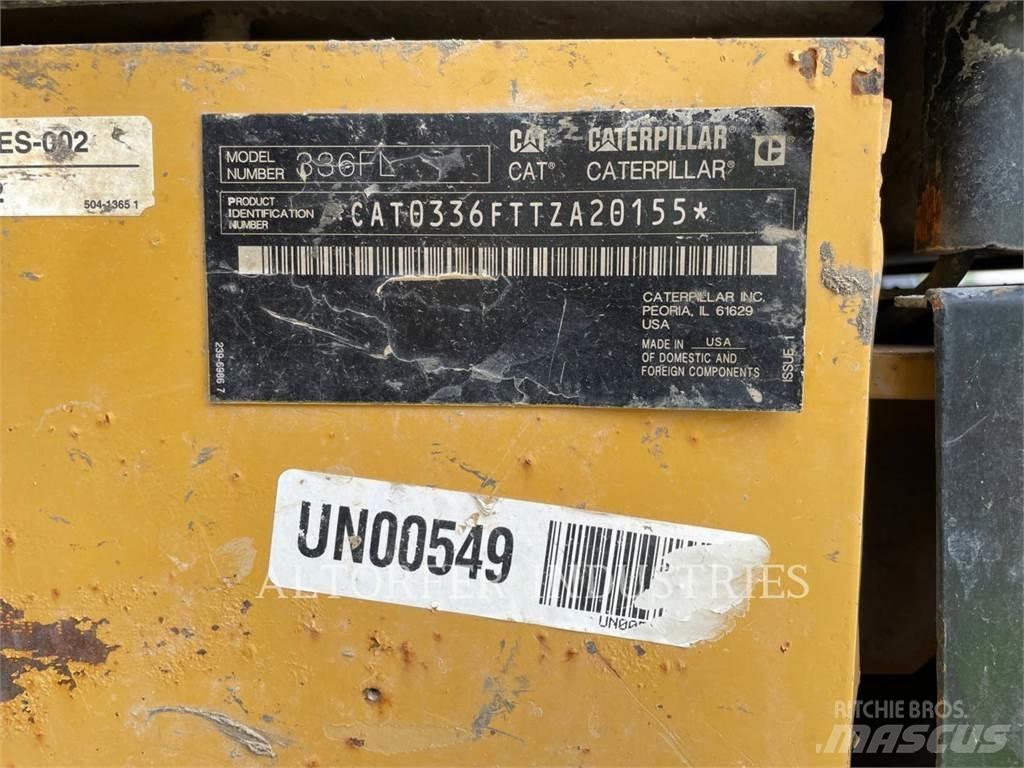 ES-002
504-1365 1
MODEL NUMBER 336FL
CAT CATERPILLAR
CAT® CATERPILLAR®
PRODUCT IDENTIFICATION NUMBER *CAT0336FTTZA20155*
CATERPILLAR INC.
PEORIA, IL 61629
USA
MADE IN USA
OF DOMESTIC AND
FOREIGN COMPONENTS
239-6986 7
ISSUE
UN00549
ALTORFER INDUSTRIES
RITCHIE BROS.
MASCUS